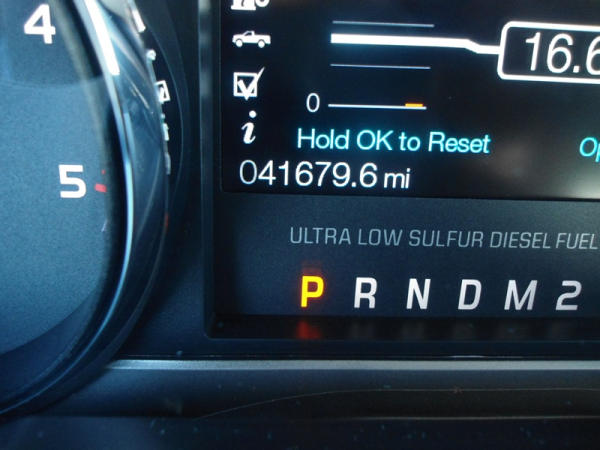 4
16.6
0
Hold OK to Reset
041679.6 mi
5
ULTRA LOW SULFUR DIESEL FUEL
P R N D M 2